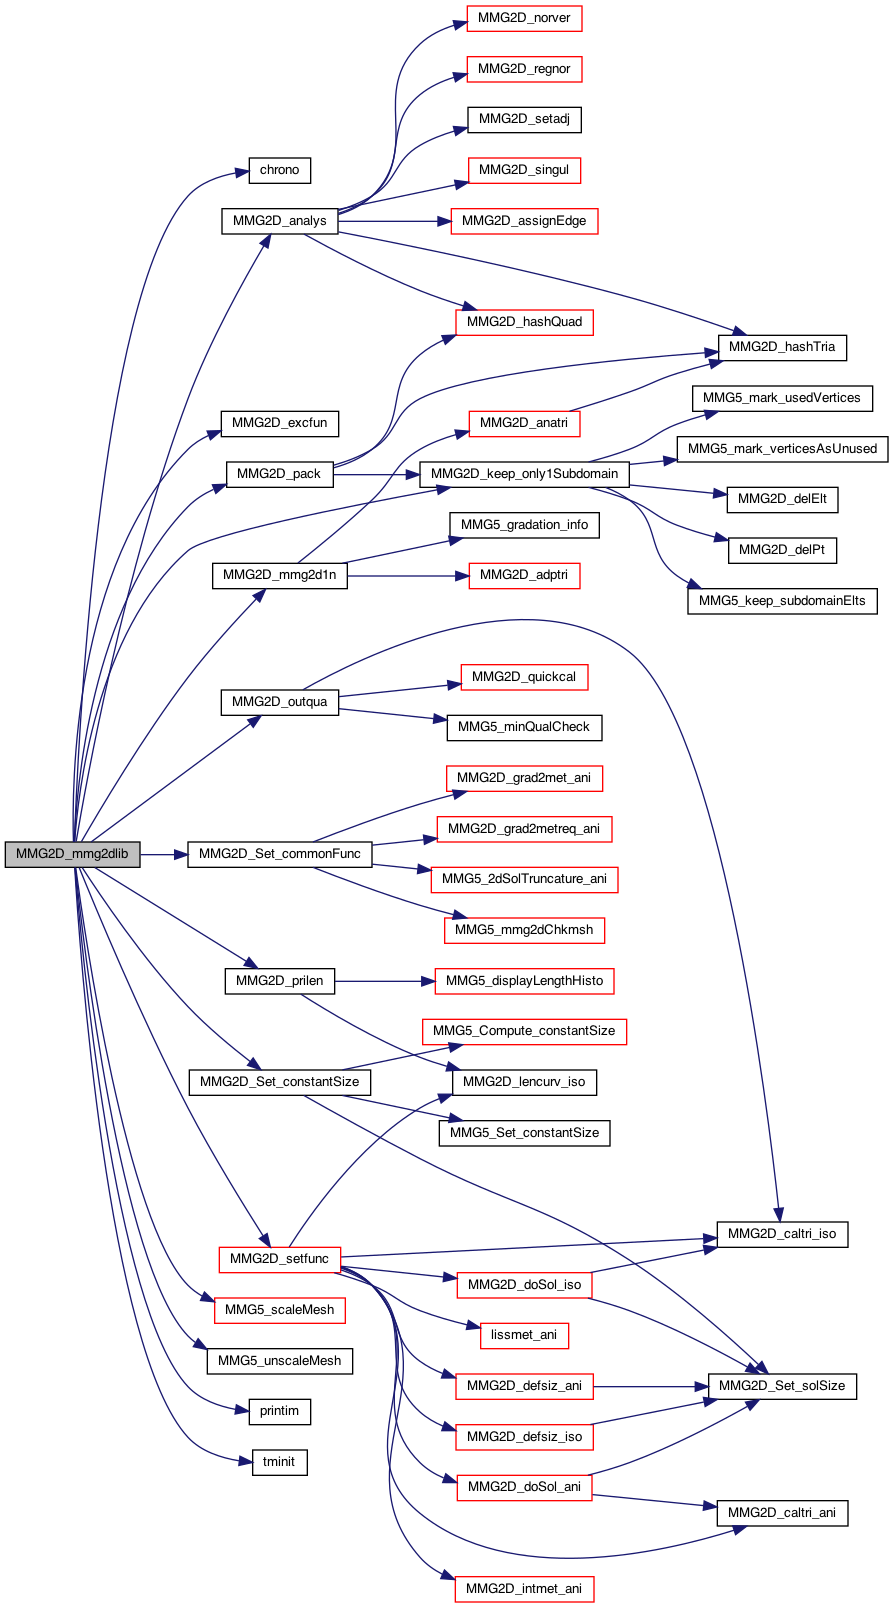 MMG2D_norver
MMG2D_regnor
MMG2D_setadj
chrono
MMG2D_singul
MMG2D_analys
MMG2D_assignEdge
MMG2D_hashQuad
MMG2D_hashTria
MMG5_mark_usedVertices
MMG2D_excfun
MMG2D_anatri
MMG5_mark_verticesAsUnused
MMG2D_pack
MMG2D_keep_only1Subdomain
MMG2D_delElt
MMG5_gradation_info
MMG2D_delPt
MMG2D_mmg2d1n
MMG2D_adptri
MMG5_keep_subdomainElts
MMG2D_quickcal
MMG2D_outqua
MMG5_minQualCheck
MMG2D_grad2met_ani
MMG2D_grad2metreq_ani
MMG2D_mmg2dlib
MMG2D_Set_commonFunc
MMG5_2dSolTruncature_ani
MMG5_mmg2dChkmsh
MMG2D_prilen
MMG5_displayLengthHisto
MMG5_Compute_constantSize
MMG2D_Set_constantSize
MMG2D_lencurv_iso
MMG5_Set_constantSize
MMG2D_caltri_iso
MMG2D_setfunc
MMG2D_doSol_iso
MMG5_scaleMesh
lissmet_ani
MMG5_unscaleMesh
MMG2D_defsiz_ani
MMG2D_Set_solSize
printim
MMG2D_defsiz_iso
tminit
MMG2D_doSol_ani
MMG2D_caltri_ani
MMG2D_intmet_ani